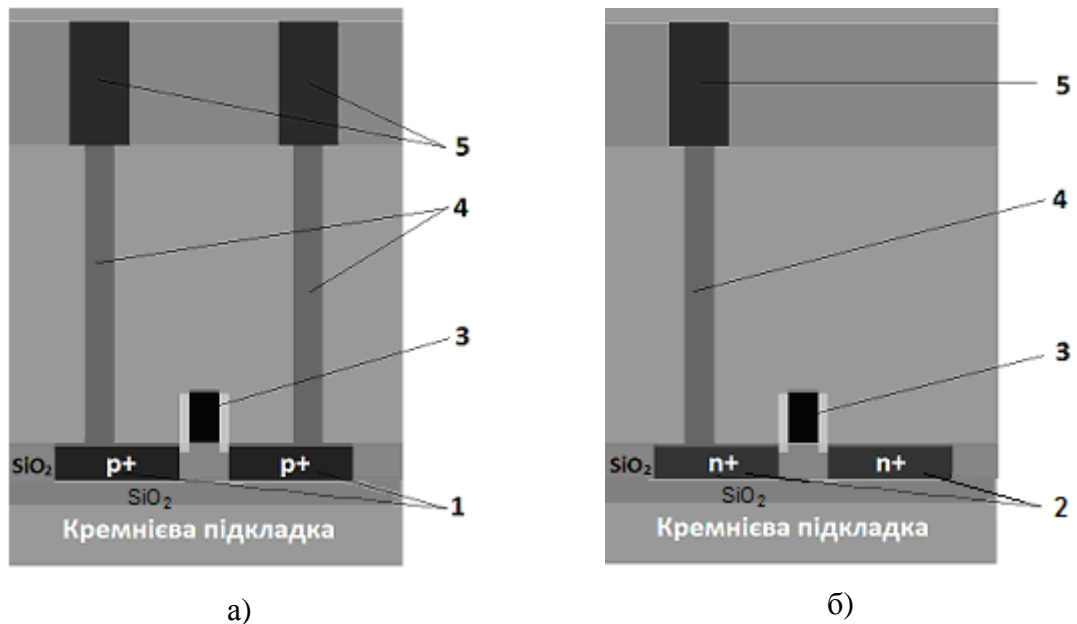 5
5
4
4
3
3
SiO₂ p+ p+
SiO₂ n+ n+
SiO₂ 1
SiO₂ 2
Кремнієва підкладка
Кремнієва підкладка
а)
б)